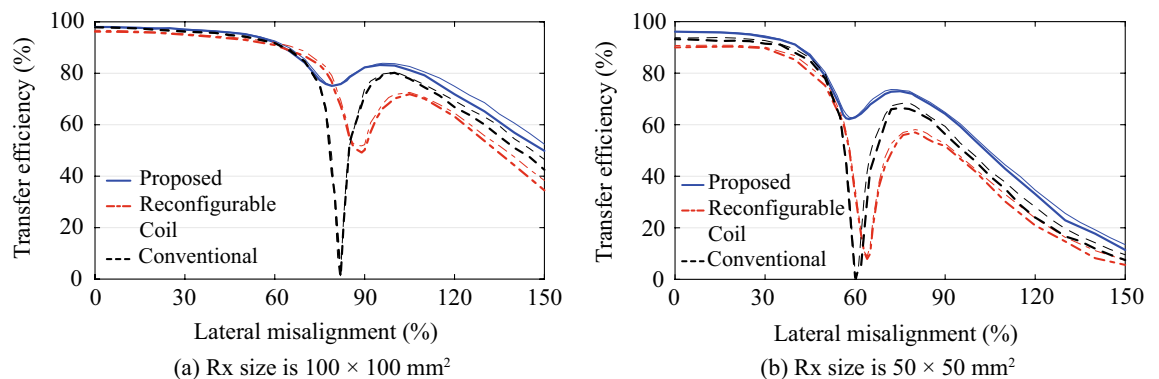 100
80
60
40
20
0
Transfer efficiency (%)
Proposed
Reconfigurable
Coil
Conventional
0 30 60 90 120 150
Lateral misalignment (%)
(a) Rx size is 100 × 100 mm²
100
80
60
40
20
0
Transfer efficiency (%)
Proposed
Reconfigurable
Coil
Conventional
0 30 60 90 120 150
Lateral misalignment (%)
(b) Rx size is 50 × 50 mm²